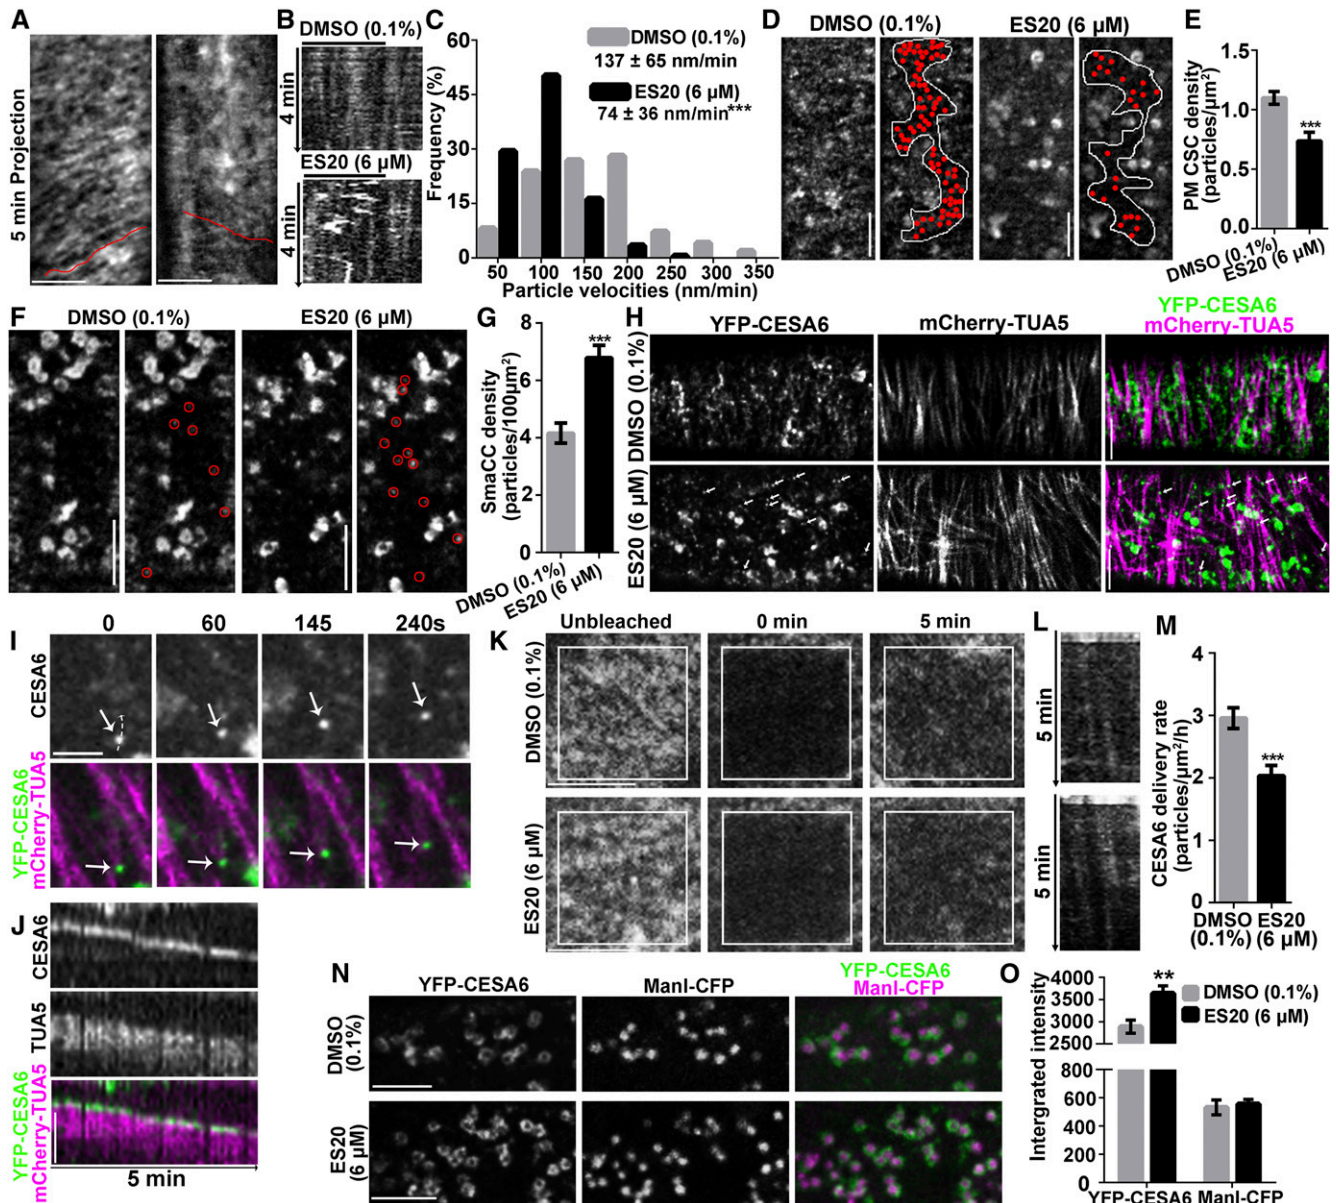 A
5 min Projection
B
DMSO (0.1%)
4 min
ES20 (6 µM)
4 min
C
Frequency (%)
60
45
30
15
0
DMSO (0.1%)
137 ± 65 nm/min
ES20 (6 µM)
74 ± 36 nm/min***
50 100 150 200 250 300 350
Particle velocities (nm/min)
D
DMSO (0.1%)
ES20 (6 µM)
E
PM CSC density
(particles/µm²)
1.5
1.0
0.5
0.0
***
DMSO (0.1%)
ES20 (6 µM)
F
DMSO (0.1%)
ES20 (6 µM)
G
SmaCC density
(particles/100µm²)
8
6
4
2
0
***
DMSO (0.1%)
ES20 (6 µM)
H
YFP-CESA6
mCherry-TUA5
YFP-CESA6
mCherry-TUA5
DMSO (0.1%)
ES20 (6 µM)
I
0 60 145 240s
CESA6
YFP-CESA6
mCherry-TUA5
J
CESA6
TUA5
YFP-CESA6
mCherry-TUA5
5 min
K
Unbleached
0 min
5 min
DMSO (0.1%)
ES20 (6 µM)
L
5 min
5 min
M
CESA6 delivery rate
(particles/µm²/h)
4
3
2
1
0
***
DMSO ES20
(0.1%) (6 µM)
N
YFP-CESA6
ManI-CFP
YFP-CESA6
ManI-CFP
DMSO
(0.1%)
ES20
(6 µM)
O
Intergrated intensity
4000
3500
3000
2500
800
600
400
200
0
**
DMSO (0.1%)
ES20 (6 µM)
YFP-CESA6 ManI-CFP